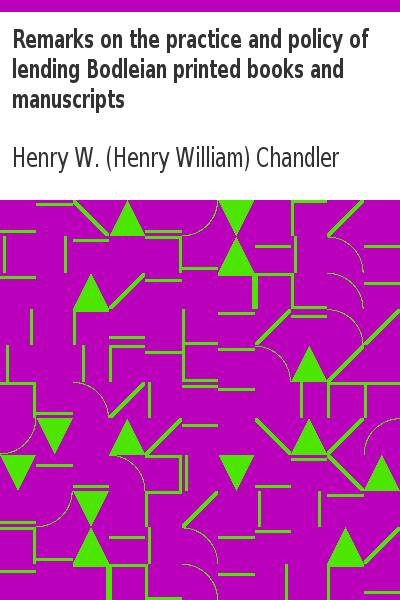 Remarks on the practice and policy of
lending Bodleian printed books and
manuscripts
Henry W. (Henry William) Chandler